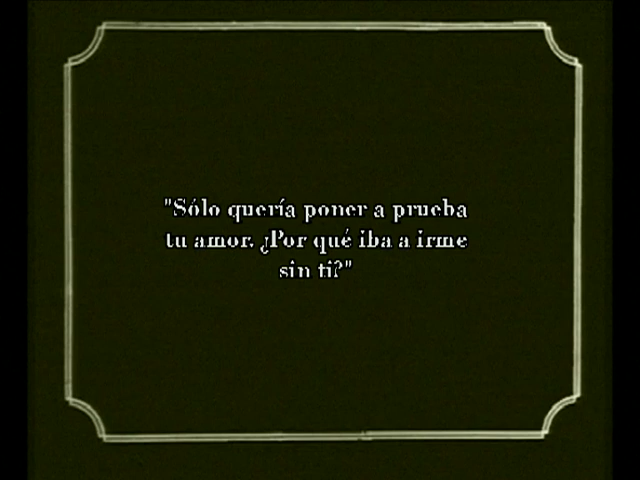 "Sólo quería poner a prueba
tu amor. ¿Por qué iba a irme
sin ti?"